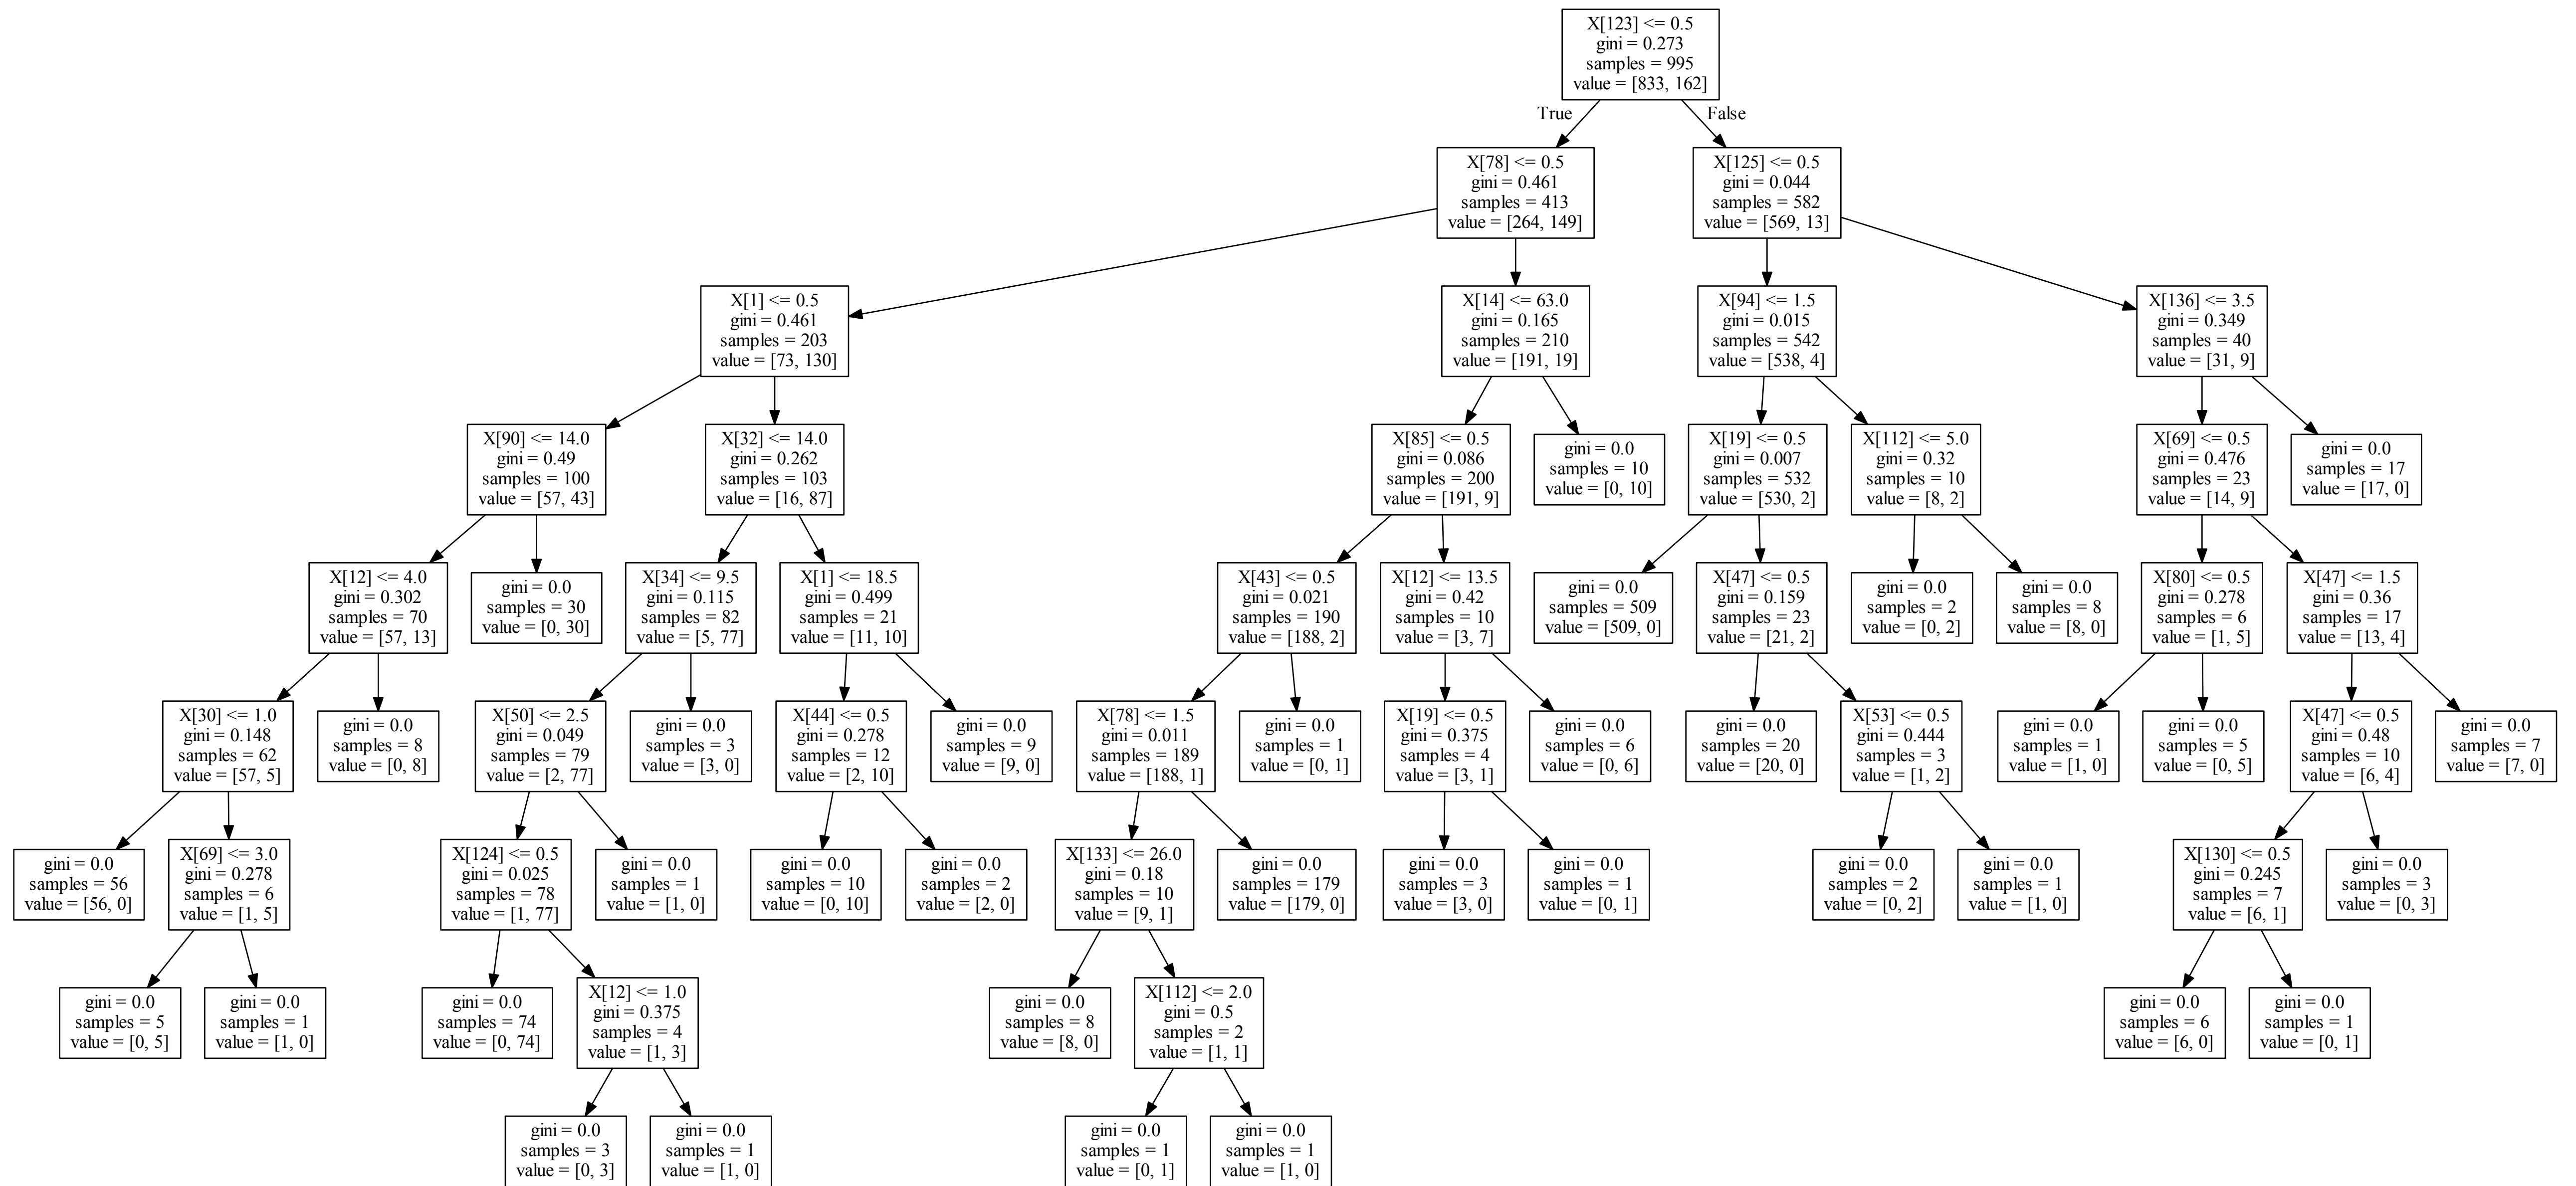 X[123] <= 0.5
gini = 0.273
samples = 995
value = [833, 162]
True
False
X[78] <= 0.5
gini = 0.461
samples = 413
value = [264, 149]
X[125] <= 0.5
gini = 0.044
samples = 582
value = [569, 13]
X[1] <= 0.5
gini = 0.461
samples = 203
value = [73, 130]
X[14] <= 63.0
gini = 0.165
samples = 210
value = [191, 19]
X[94] <= 1.5
gini = 0.015
samples = 542
value = [538, 4]
X[136] <= 3.5
gini = 0.349
samples = 40
value = [31, 9]
X[90] <= 14.0
gini = 0.49
samples = 100
value = [57, 43]
X[32] <= 14.0
gini = 0.262
samples = 103
value = [16, 87]
X[85] <= 0.5
gini = 0.086
samples = 200
value = [191, 9]
gini = 0.0
samples = 10
value = [0, 10]
X[19] <= 0.5
gini = 0.007
samples = 532
value = [530, 2]
X[112] <= 5.0
gini = 0.32
samples = 10
value = [8, 2]
X[69] <= 0.5
gini = 0.476
samples = 23
value = [14, 9]
gini = 0.0
samples = 17
value = [17, 0]
X[12] <= 4.0
gini = 0.302
samples = 70
value = [57, 13]
gini = 0.0
samples = 30
value = [0, 30]
X[34] <= 9.5
gini = 0.115
samples = 82
value = [5, 77]
X[1] <= 18.5
gini = 0.499
samples = 21
value = [11, 10]
X[43] <= 0.5
gini = 0.021
samples = 190
value = [188, 2]
X[12] <= 13.5
gini = 0.42
samples = 10
value = [3, 7]
gini = 0.0
samples = 509
value = [509, 0]
X[47] <= 0.5
gini = 0.159
samples = 23
value = [21, 2]
gini = 0.0
samples = 2
value = [0, 2]
gini = 0.0
samples = 8
value = [8, 0]
X[80] <= 0.5
gini = 0.278
samples = 6
value = [1, 5]
X[47] <= 1.5
gini = 0.36
samples = 17
value = [13, 4]
X[30] <= 1.0
gini = 0.148
samples = 62
value = [57, 5]
gini = 0.0
samples = 8
value = [0, 8]
X[50] <= 2.5
gini = 0.049
samples = 79
value = [2, 77]
gini = 0.0
samples = 3
value = [3, 0]
X[44] <= 0.5
gini = 0.278
samples = 12
value = [2, 10]
gini = 0.0
samples = 9
value = [9, 0]
X[78] <= 1.5
gini = 0.011
samples = 189
value = [188, 1]
gini = 0.0
samples = 1
value = [0, 1]
X[19] <= 0.5
gini = 0.375
samples = 4
value = [3, 1]
gini = 0.0
samples = 6
value = [0, 6]
gini = 0.0
samples = 20
value = [20, 0]
X[53] <= 0.5
gini = 0.444
samples = 3
value = [1, 2]
gini = 0.0
samples = 1
value = [1, 0]
gini = 0.0
samples = 5
value = [0, 5]
X[47] <= 0.5
gini = 0.48
samples = 10
value = [6, 4]
gini = 0.0
samples = 7
value = [7, 0]
gini = 0.0
samples = 56
value = [56, 0]
X[69] <= 3.0
gini = 0.278
samples = 6
value = [1, 5]
X[124] <= 0.5
gini = 0.025
samples = 78
value = [1, 77]
gini = 0.0
samples = 1
value = [1, 0]
gini = 0.0
samples = 10
value = [0, 10]
gini = 0.0
samples = 2
value = [2, 0]
X[133] <= 26.0
gini = 0.18
samples = 10
value = [9, 1]
gini = 0.0
samples = 179
value = [179, 0]
gini = 0.0
samples = 3
value = [3, 0]
gini = 0.0
samples = 1
value = [0, 1]
gini = 0.0
samples = 2
value = [0, 2]
gini = 0.0
samples = 1
value = [1, 0]
X[130] <= 0.5
gini = 0.245
samples = 7
value = [6, 1]
gini = 0.0
samples = 3
value = [0, 3]
gini = 0.0
samples = 5
value = [0, 5]
gini = 0.0
samples = 1
value = [1, 0]
gini = 0.0
samples = 74
value = [0, 74]
X[12] <= 1.0
gini = 0.375
samples = 4
value = [1, 3]
gini = 0.0
samples = 8
value = [8, 0]
X[112] <= 2.0
gini = 0.5
samples = 2
value = [1, 1]
gini = 0.0
samples = 6
value = [6, 0]
gini = 0.0
samples = 1
value = [0, 1]
gini = 0.0
samples = 3
value = [0, 3]
gini = 0.0
samples = 1
value = [1, 0]
gini = 0.0
samples = 1
value = [0, 1]
gini = 0.0
samples = 1
value = [1, 0]